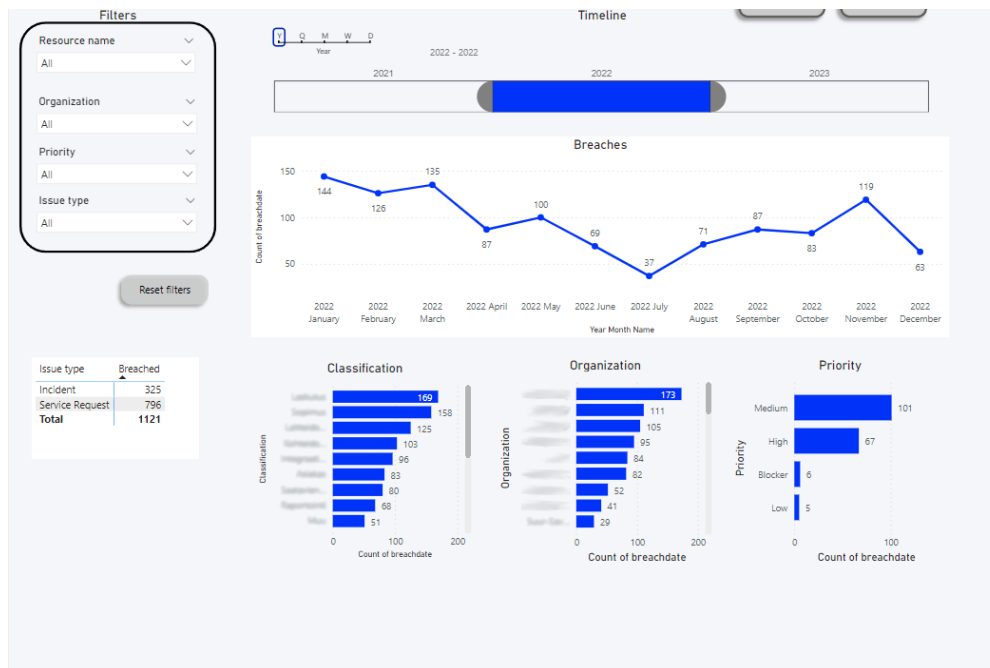 Filters
Resource name
All
Organization
All
Priority
All
Issue type
All
Reset filters
Issue type Breached
Incident 325
Service Request 796
Total 1121
Timeline
Y Q M W D
Year
2022 - 2022
2021 2022 2023
Breaches
Count of breachdate
150
100
50
144
126
135
87
100
69
37
71
87
83
119
63
2022 January
2022 February
2022 March
2022 April
2022 May
2022 June
2022 July
2022 August
2022 September
2022 October
2022 November
2022 December
Year Month Name
Classification
Classification
169
158
125
103
96
83
80
68
51
0 100 200
Count of breachdate
Organization
Organization
173
111
105
95
84
82
52
41
29
0 100 200
Count of breachdate
Priority
Priority
Medium 101
High 67
Blocker 6
Low 5
0 100
Count of breachdate